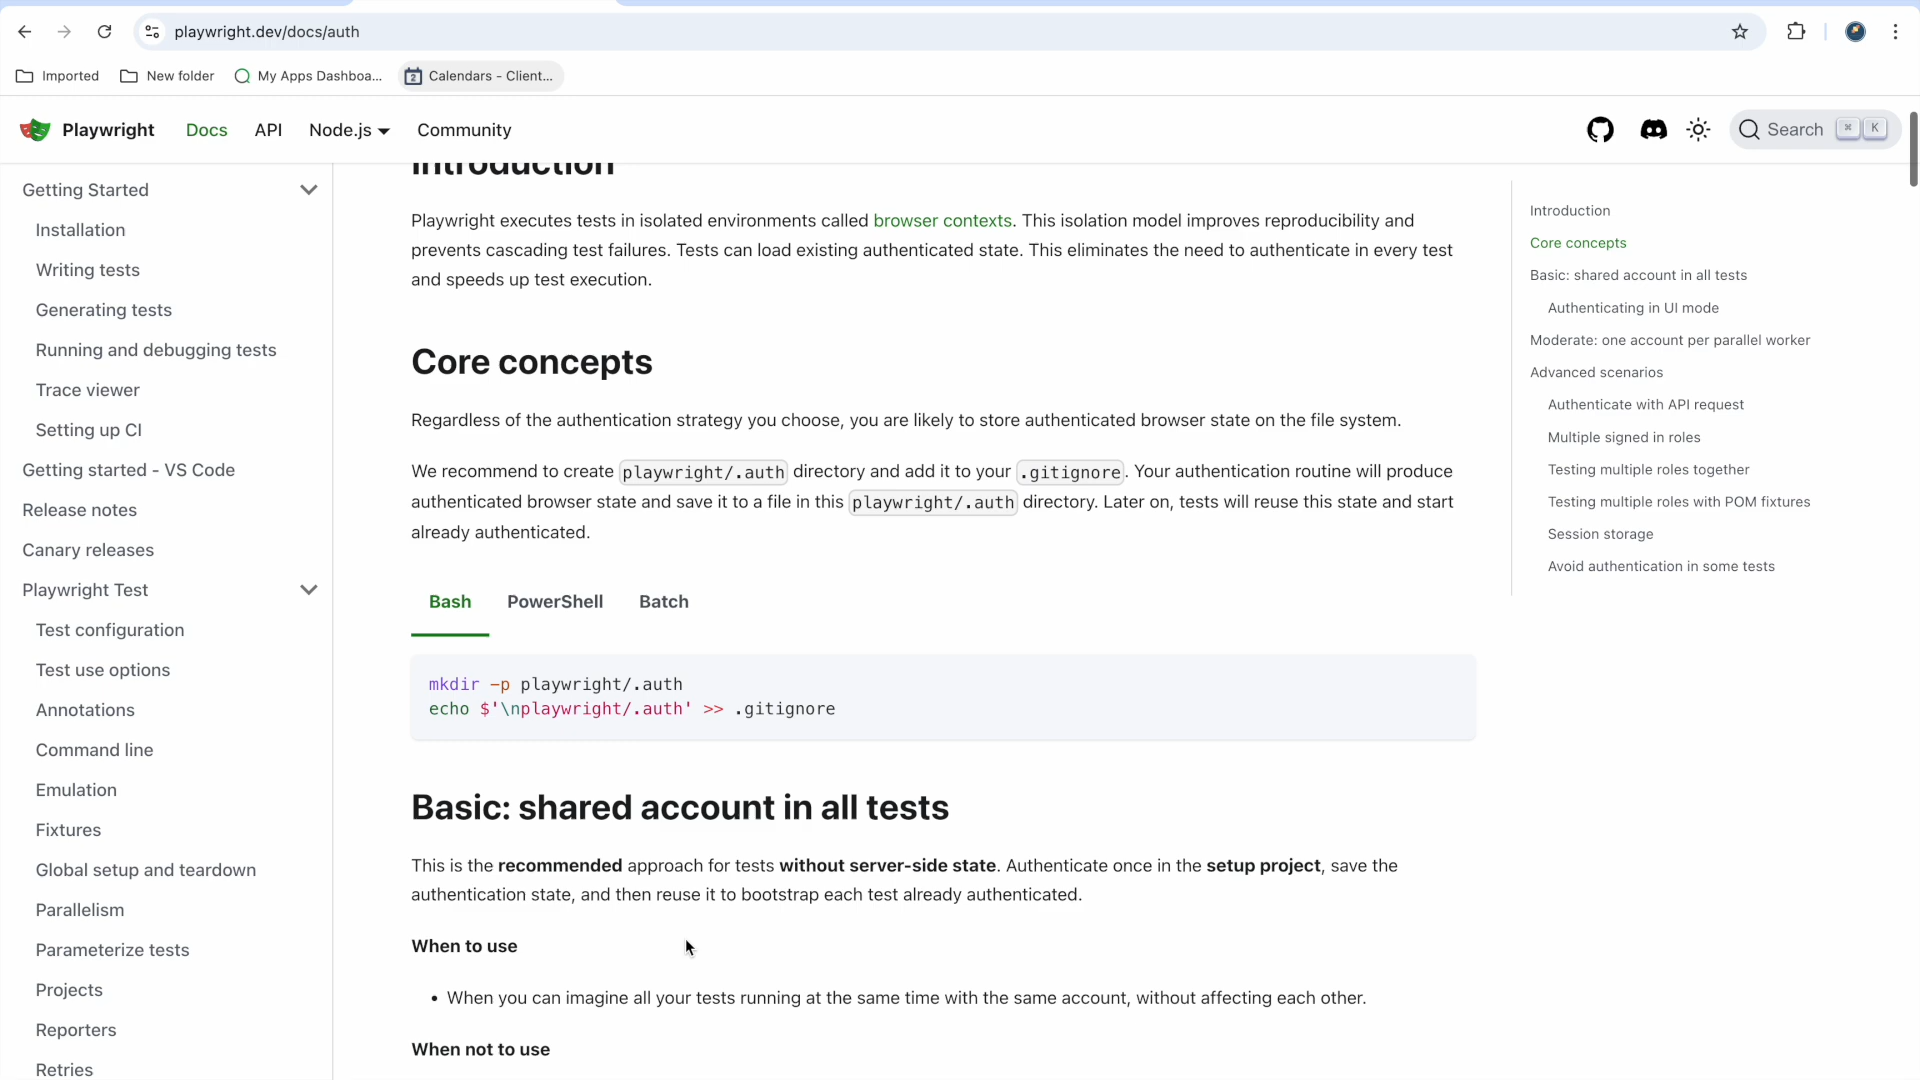 playwright.dev/docs/auth
Imported
New folder
My Apps Dashboa...
2
Calendars - Client...
Playwright
Docs
API
Node.js
Community
Search
⌘ K
Getting Started
Installation
Writing tests
Generating tests
Running and debugging tests
Trace viewer
Setting up CI
Getting started - VS Code
Release notes
Canary releases
Playwright Test
Test configuration
Test use options
Annotations
Command line
Emulation
Fixtures
Global setup and teardown
Parallelism
Parameterize tests
Projects
Reporters
Retries
Introduction
Playwright executes tests in isolated environments called browser contexts. This isolation model improves reproducibility and
prevents cascading test failures. Tests can load existing authenticated state. This eliminates the need to authenticate in every test
and speeds up test execution.
Core concepts
Regardless of the authentication strategy you choose, you are likely to store authenticated browser state on the file system.
We recommend to create playwright/.auth directory and add it to your .gitignore. Your authentication routine will produce
authenticated browser state and save it to a file in this playwright/.auth directory. Later on, tests will reuse this state and start
already authenticated.
Bash
PowerShell
Batch
mkdir -p playwright/.auth
echo $'\nplaywright/.auth' >> .gitignore
Basic: shared account in all tests
This is the recommended approach for tests without server-side state. Authenticate once in the setup project, save the
authentication state, and then reuse it to bootstrap each test already authenticated.
When to use
• When you can imagine all your tests running at the same time with the same account, without affecting each other.
When not to use
Introduction
Core concepts
Basic: shared account in all tests
Authenticating in UI mode
Moderate: one account per parallel worker
Advanced scenarios
Authenticate with API request
Multiple signed in roles
Testing multiple roles together
Testing multiple roles with POM fixtures
Session storage
Avoid authentication in some tests